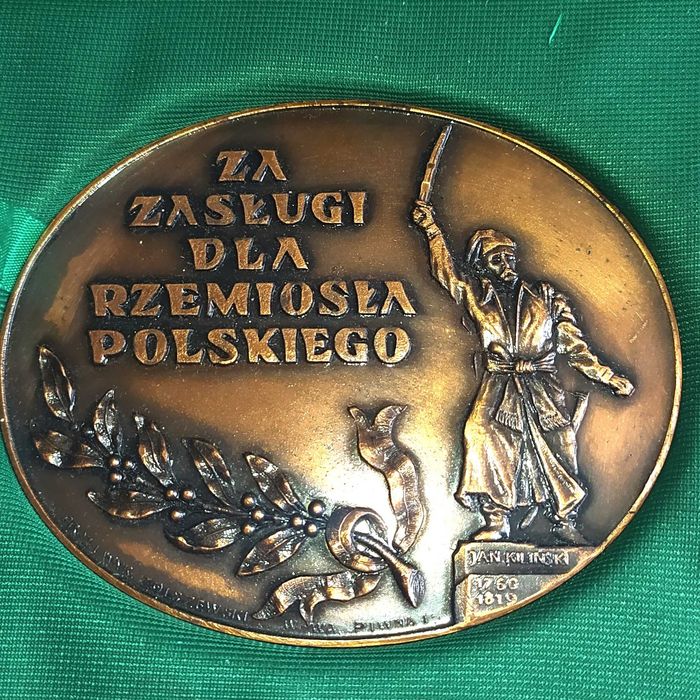 ZA
ZASŁUGI
DLA
RZEMIOSŁA
POLSKIEGO
JAN KILIŃSKI
1760
1819